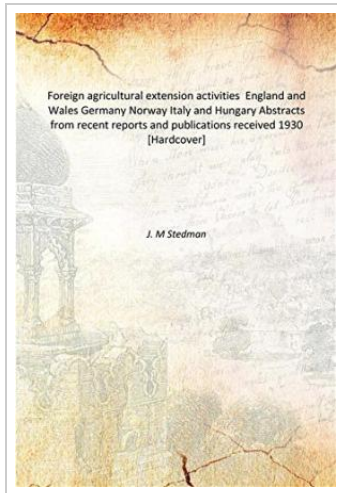 Foreign agricultural extension activities England and
Wales Germany Norway Italy and Hungary Abstracts
from recent reports and publications received 1930
[Hardcover]
J. M Stedman